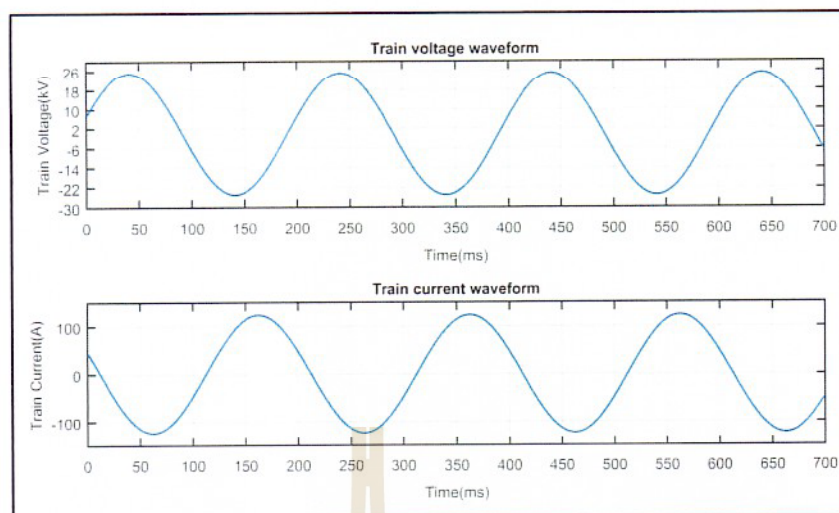 Train voltage waveform
Train Voltage(kV)
26
18
10
2
-6
-14
-22
-30
0 50 100 150 200 250 300 350 400 450 500 550 600 650 700
Time(ms)
Train current waveform
Train Current(A)
100
0
-100
0 50 100 150 200 250 300 350 400 450 500 550 600 650 700
Time(ms)